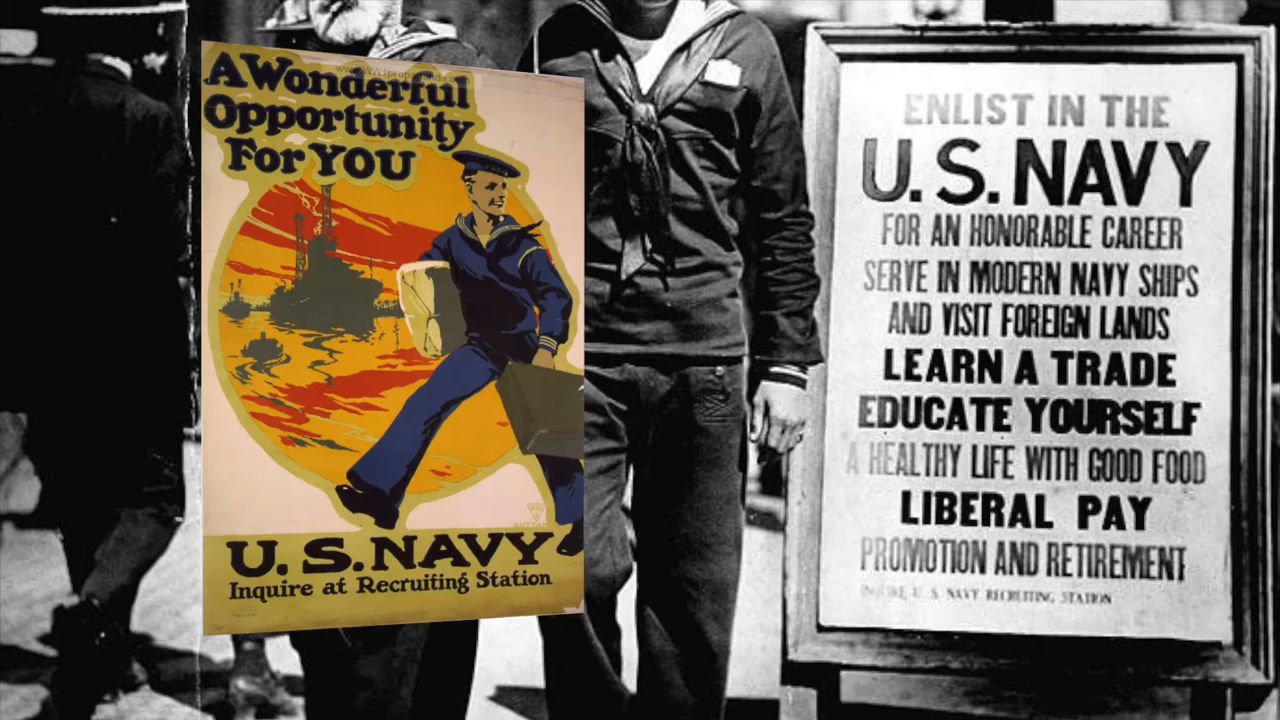 A Wonderful
Opportunity
For YOU
U.S. NAVY
Inquire at Recruiting Station
ENLIST IN THE
U.S. NAVY
FOR AN HONORABLE CAREER
SERVE IN MODERN NAVY SHIPS
AND VISIT FOREIGN LANDS
LEARN A TRADE
EDUCATE YOURSELF
A HEALTHY LIFE WITH GOOD FOOD
LIBERAL PAY
PROMOTION AND RETIREMENT
INQUIRE U. S. NAVY RECRUITING STATION